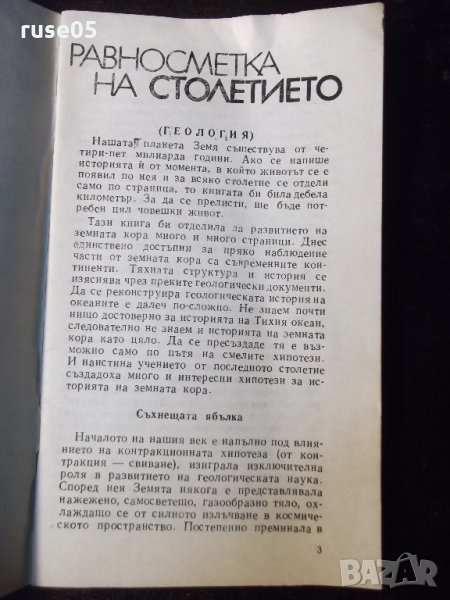 ruse05
РАВНОСМЕТКА
НА СТОЛЕТИЕТО
(ГЕОЛОГИЯ)
Нашата планета Земя съществува от че-
тири-пет милиарда години. Ако се напише
историята ѝ от момента, в който животът се е
появил по нея и за всяко столетие се отдели
само по страница, то книгата би била дебела
километър. За да се прелисти, ще бъде пот-
ребен цял човешки живот.
Тази книга би отделила за развитието на
земната кора много и много страници. Днес
единствено достъпни за пряко наблюдение
части от земната кора са съвременните кон-
тиненти. Тяхната структура и история се
изяснява чрез преките геологически документи.
Да се реконструира геологическата история на
океаните е далеч по-сложно. Не знаем почти
нищо достоверно за историята на Тихия океан,
следователно не знаем и историята на земната
кора като цяло. Да се пресъздаде тя е въз-
можно само по пътя на смелите хипотези.
И наистина учението от последното столетие
създадоха много и интересни хипотези за ис-
торията на земната кора.
Съхнещата ябълка
Началото на нашия век е напълно под влия-
нието на контракционната хипотеза (от кон-
тракция — свиване), изиграла изключителна
роля в развитието на геологическата наука.
Според нея Земята някога е представлявала
нажежено, самосветещо, газообразно тяло, ох-
лаждащо се от силното излъчване в космиче-
ското пространство. Постепенно преминала в
3
БАZАР
bazar.bg